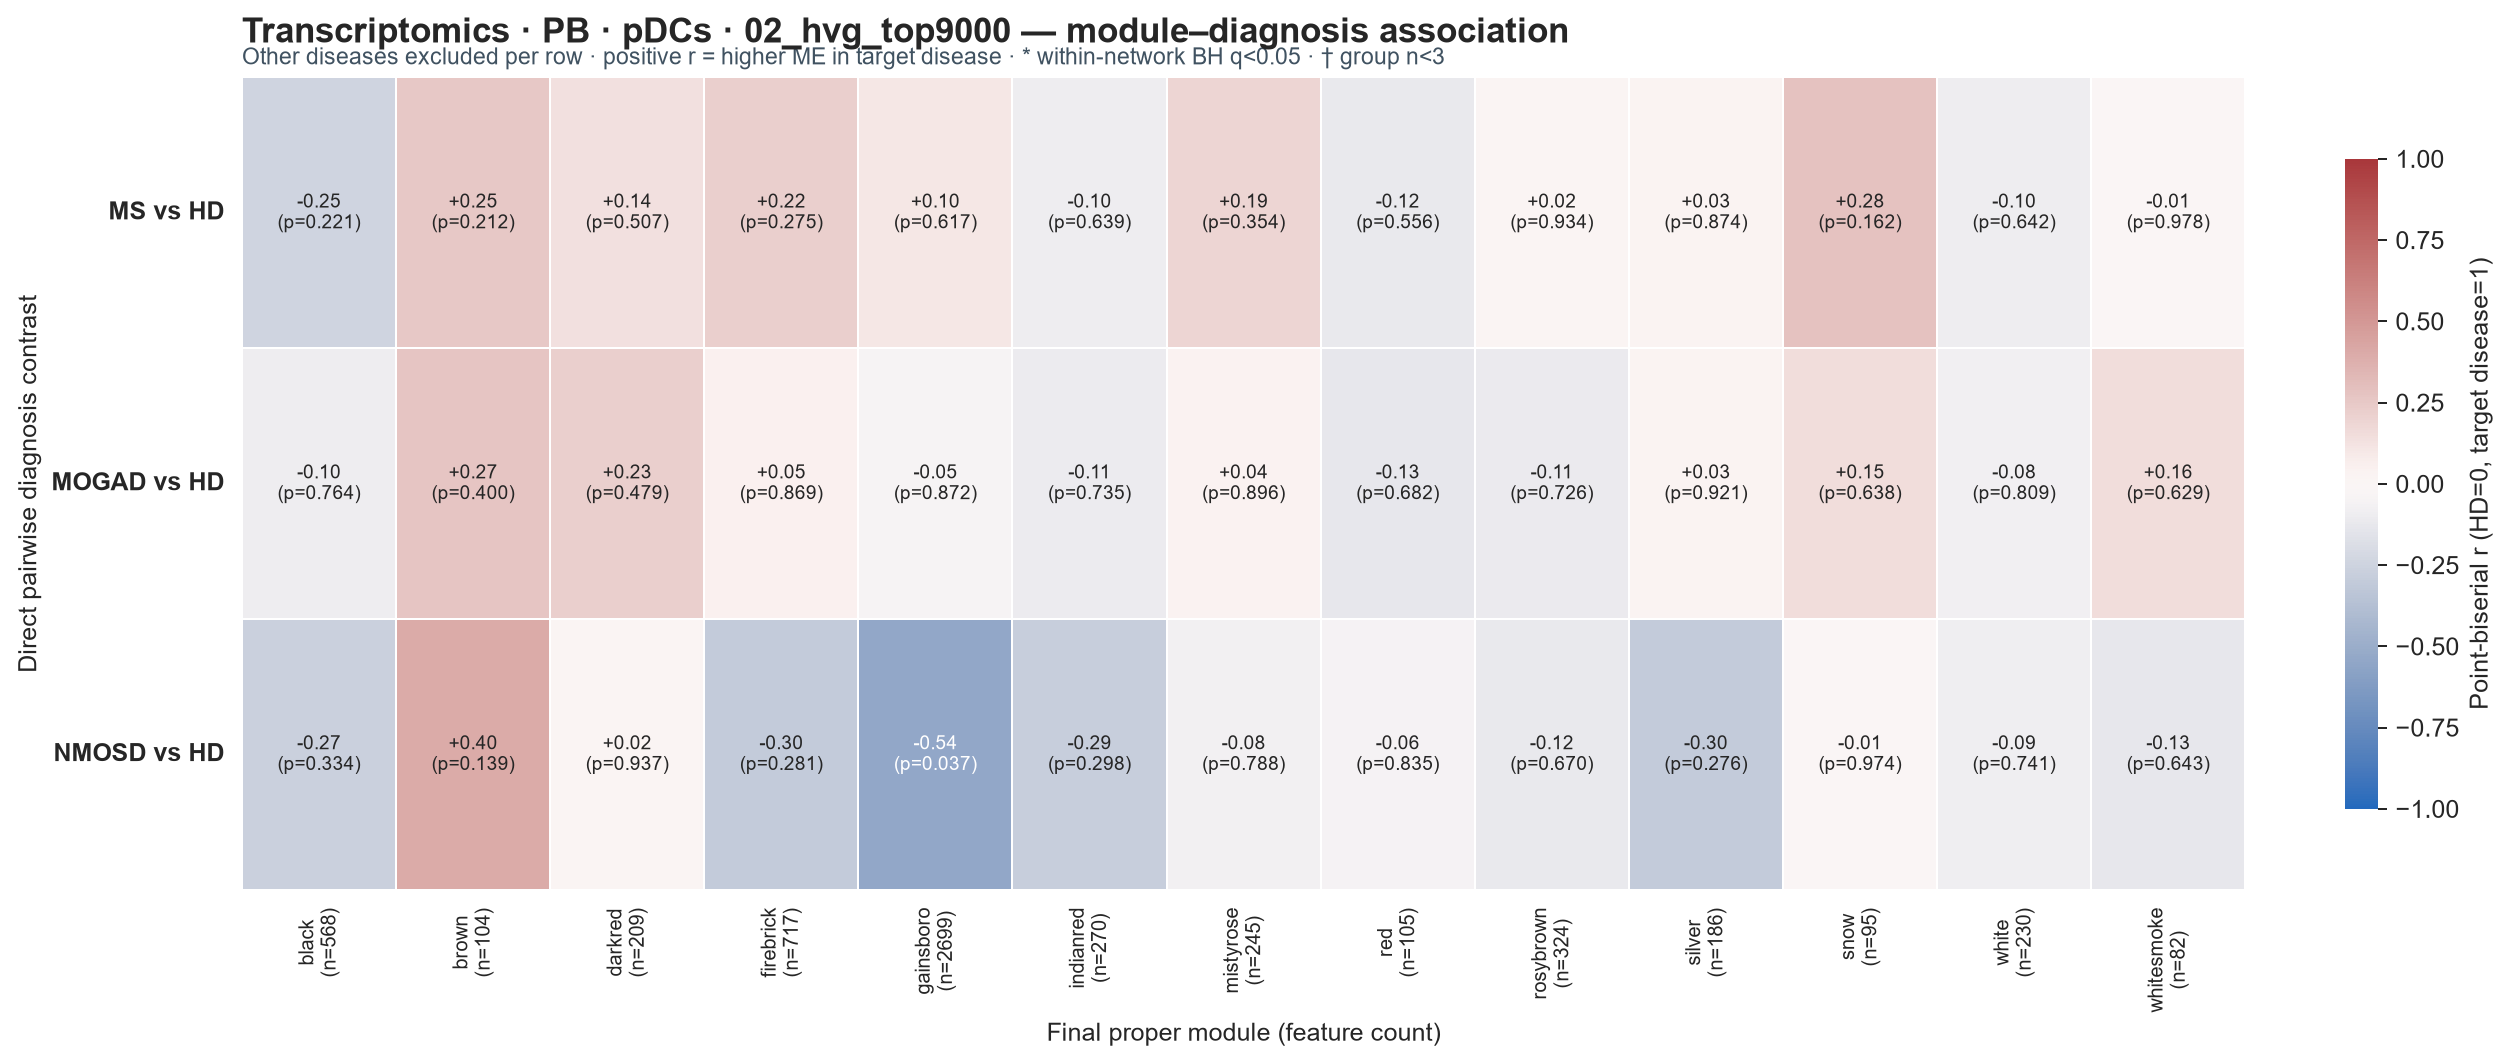 Transcriptomics · PB · pDCs · 02_hvg_top9000 — module–diagnosis association
Other diseases excluded per row · positive r = higher ME in target disease · * within-network BH q<0.05 · † group n<3
Direct pairwise diagnosis contrast
MS vs HD
-0.25 +0.25 +0.14 +0.22 +0.10 -0.10 +0.19 -0.12 +0.02 +0.03 +0.28 -0.10 -0.01
(p=0.221) (p=0.212) (p=0.507) (p=0.275) (p=0.617) (p=0.639) (p=0.354) (p=0.556) (p=0.934) (p=0.874) (p=0.162) (p=0.642) (p=0.978)
MOGAD vs HD
-0.10 +0.27 +0.23 +0.05 -0.05 -0.11 +0.04 -0.13 -0.11 +0.03 +0.15 -0.08 +0.16
(p=0.764) (p=0.400) (p=0.479) (p=0.869) (p=0.872) (p=0.735) (p=0.896) (p=0.682) (p=0.726) (p=0.921) (p=0.638) (p=0.809) (p=0.629)
NMOSD vs HD
-0.27 +0.40 +0.02 -0.30 -0.54 -0.29 -0.08 -0.06 -0.12 -0.30 -0.01 -0.09 -0.13
(p=0.334) (p=0.139) (p=0.937) (p=0.281) (p=0.037) (p=0.298) (p=0.788) (p=0.835) (p=0.670) (p=0.276) (p=0.974) (p=0.741) (p=0.643)
black
(n=568)
brown
(n=104)
darkred
(n=209)
firebrick
(n=717)
gainsboro
(n=2699)
indianred
(n=270)
mistyrose
(n=245)
red
(n=105)
rosybrown
(n=324)
silver
(n=186)
snow
(n=95)
white
(n=230)
whitesmoke
(n=82)
Final proper module (feature count)
1.00
0.75
0.50
0.25
0.00
−0.25
−0.50
−0.75
−1.00
Point-biserial r (HD=0, target disease=1)